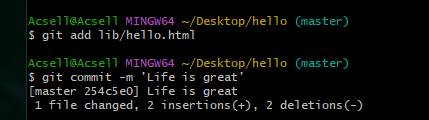 Acsell@Acsell MINGW64 ~/Desktop/hello (master)
$ git add lib/hello.html
Acsell@Acsell MINGW64 ~/Desktop/hello (master)
$ git commit -m 'Life is great'
[master 254c5e0] Life is great
 1 file changed, 2 insertions(+), 2 deletions(-)